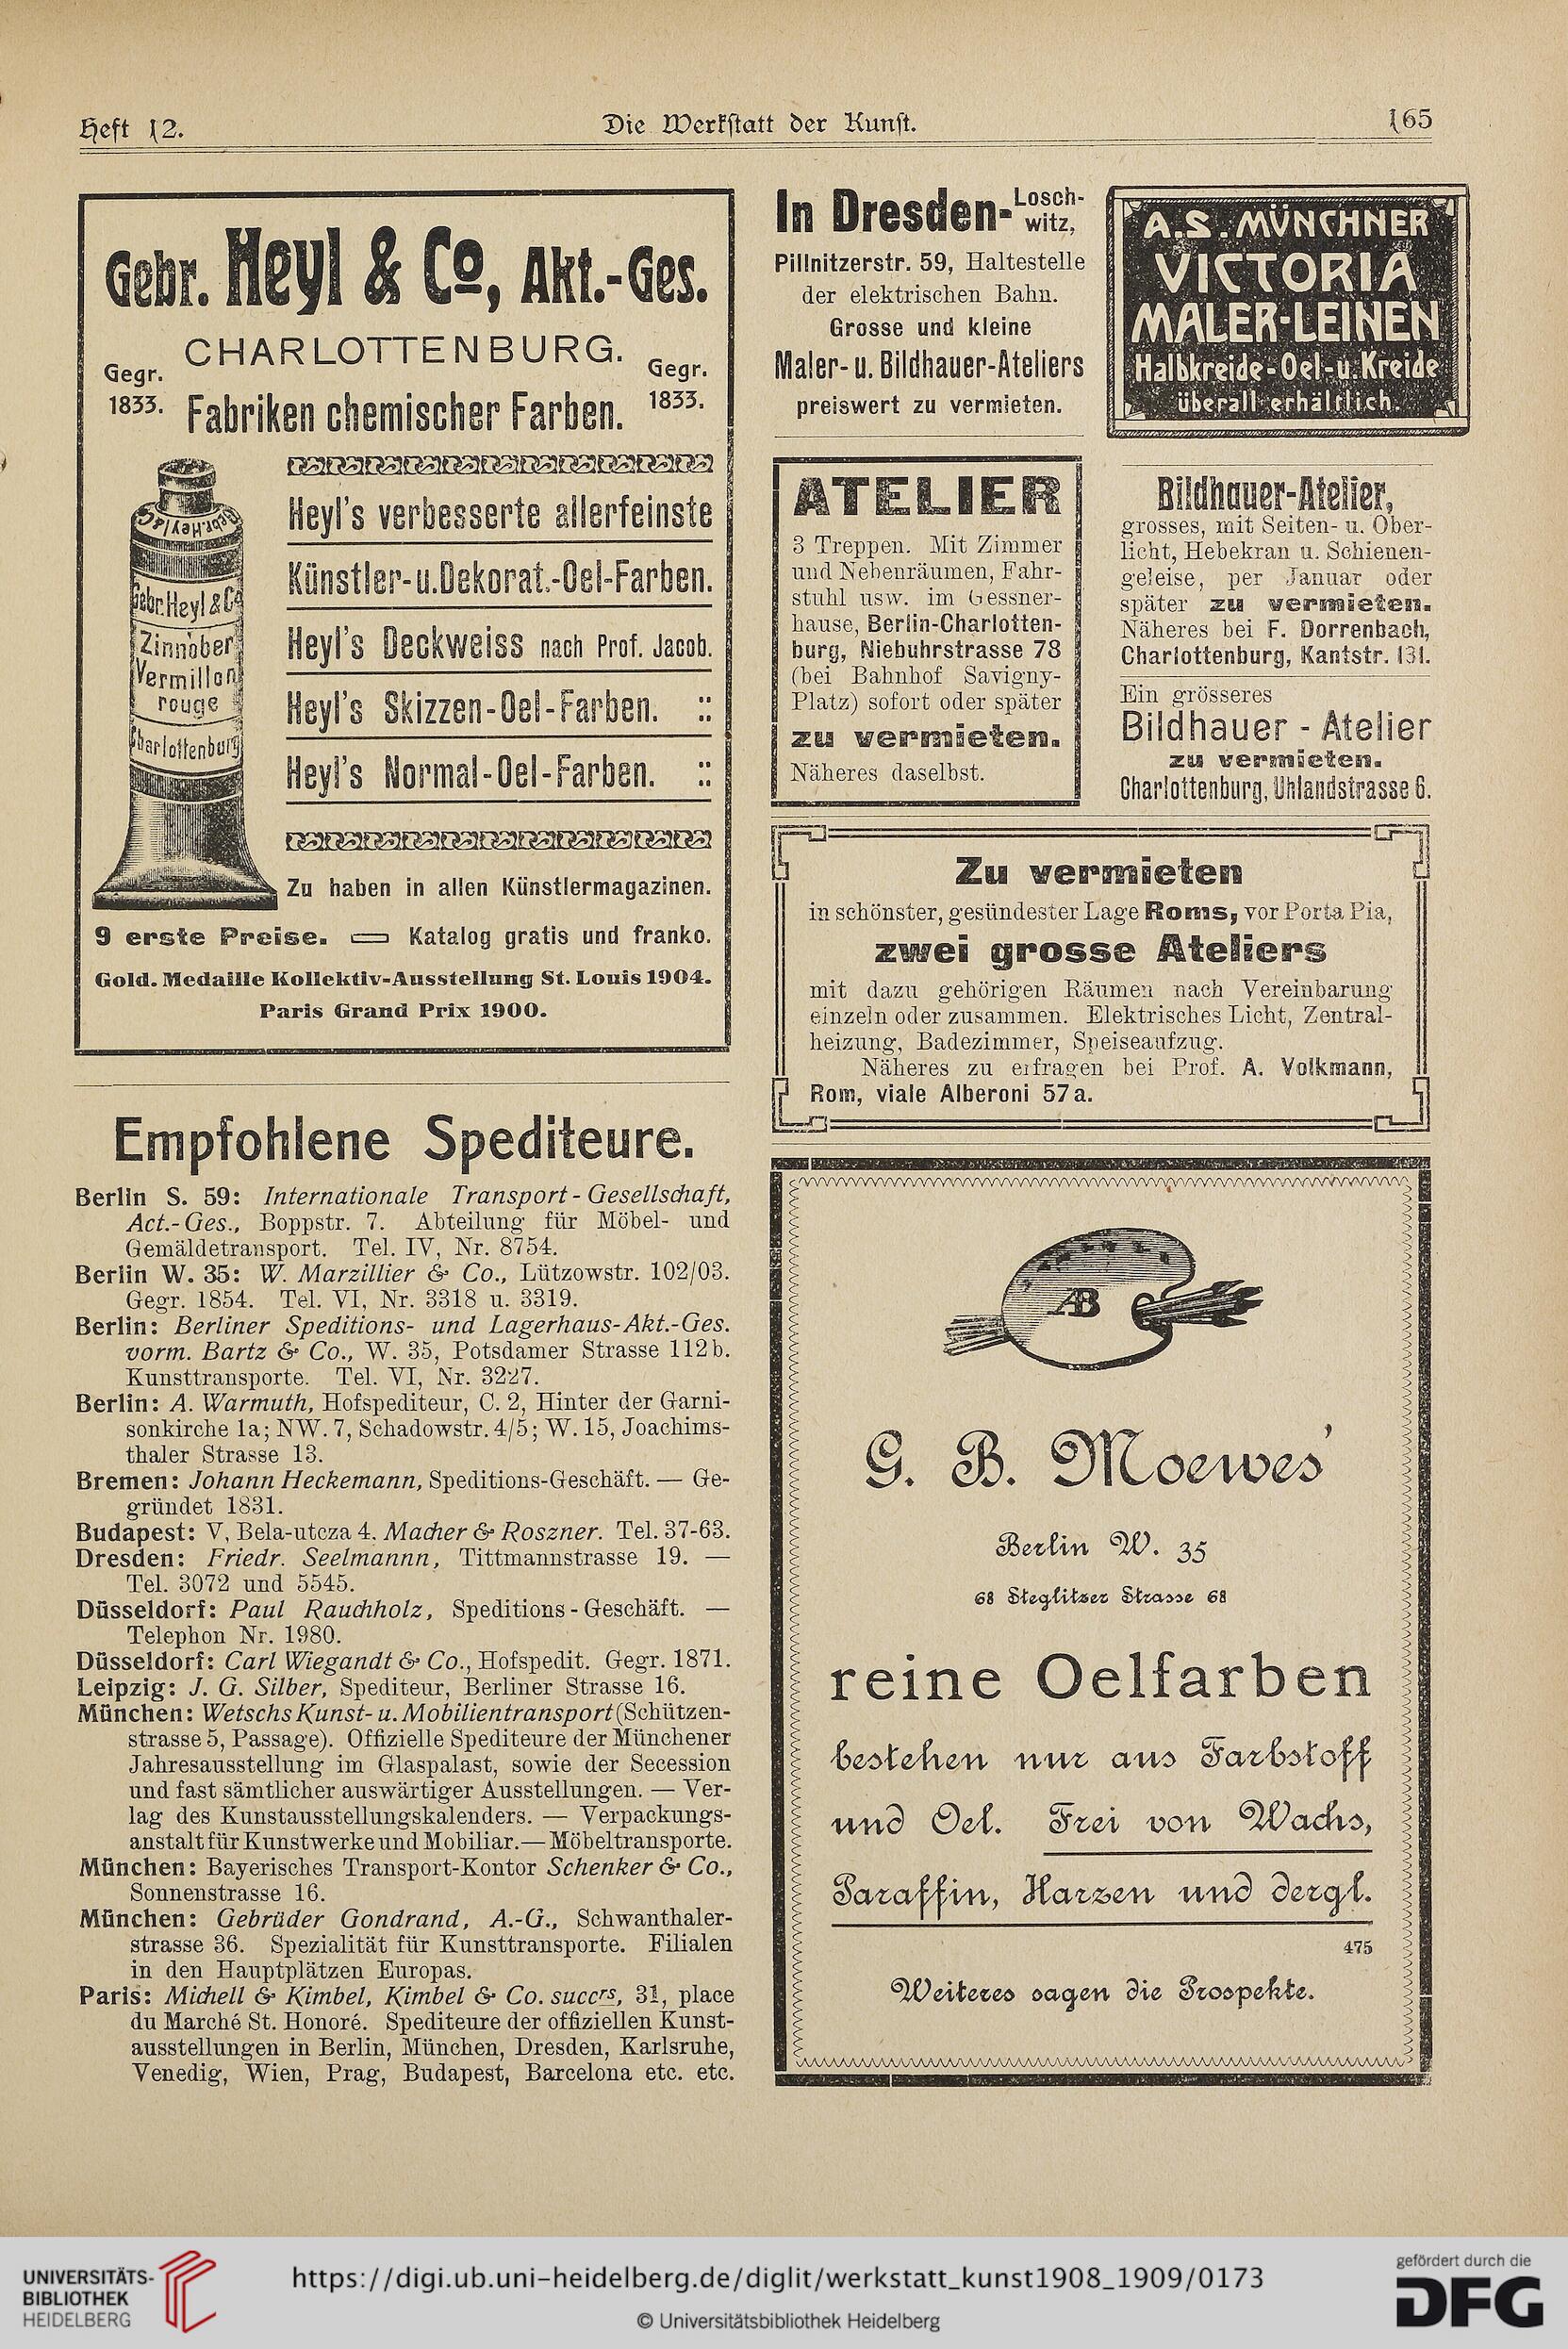 Heft 12.
Die Werkstatt der Kunst.
165
Gebr. Heyl & Co, Akt.-Ges.
CHARLOTTENBURG.
Gegr.
1833.
Gegr.
1833.
Fabriken chemischer Farben.
Gebr. Heyl & C
Gebr. Heyl & Co
Zinnober
Vermillon
rouge
Charlottenburg
Heyl's verbesserte allerfeinste
Künstler- u. Dekorat.-Oel-Farben.
Heyl's Deckweiss nach Prof. Jacob.
Heyl's Skizzen-Oel-Farben. ::
Heyl's Normal-Oel-Farben. ::
Zu haben in allen Künstlermagazinen.
9 erste Preise. Katalog gratis und franko.
Gold. Medaille Kollektiv-Ausstellung St. Louis 1904.
Paris Grand Prix 1900.
Empfohlene Spediteure.
Berlin S. 59: Internationale Transport-Gesellschaft,
Act.-Ges., Boppstr. 7. Abteilung für Möbel- und
Gemäldetransport. Tel. IV, Nr. 8754.
Berlin W. 35: W. Marzillier & Co., Lützowstr. 102/03.
Gegr. 1854. Tel. VI, Nr. 3318 u. 3319.
Berlin: Berliner Speditions- und Lagerhaus-Akt.-Ges.
vorm. Bartz & Co., W. 35, Potsdamer Strasse 112b.
Kunsttransporte. Tel. VI, Nr. 3227.
Berlin: A. Warmuth, Hofspediteur, C. 2, Hinter der Garni-
sonkirche 1a; NW. 7, Schadowstr. 4/5; W. 15, Joachims-
thaler Strasse 13.
Bremen: Johann Heckemann, Speditions-Geschäft. — Ge-
gründet 1831.
Budapest: V, Bela-utcza 4. Macher & Roszner. Tel. 37-63.
Dresden: Friedr. Seelmannn, Tittmannstrasse 19. —
Tel. 3072 und 5545.
Düsseldorf: Paul Rauchholz, Speditions-Geschäft. —
Telephon Nr. 1980.
Düsseldorf: Carl Wiegandt & Co., Hofspedit. Gegr. 1871.
Leipzig: J. G. Silber, Spediteur, Berliner Strasse 16.
München: Wetschs Kunst- u. Mobilientransport (Schützen-
strasse 5, Passage). Offizielle Spediteure der Münchener
Jahresausstellung im Glaspalast, sowie der Secession
und fast sämtlicher auswärtiger Ausstellungen. — Ver-
lag des Kunstausstellungskalenders. — Verpackungs-
anstalt für Kunstwerke und Mobiliar. — Möbeltransporte.
München: Bayerisches Transport-Kontor Schenker & Co.,
Sonnenstrasse 16.
München: Gebrüder Gondrand, A.-G., Schwanthaler-
strasse 36. Spezialität für Kunsttransporte. Filialen
in den Hauptplätzen Europas.
Paris: Michell & Kimbel, Kimbel & Co. succrs, 31, place
du Marché St. Honoré. Spediteure der offiziellen Kunst-
ausstellungen in Berlin, München, Dresden, Karlsruhe,
Venedig, Wien, Prag, Budapest, Barcelona etc. etc.
In Dresden-Losch-
witz,
Pillnitzerstr. 59, Haltestelle
der elektrischen Bahn.
Grosse und kleine
Maler- u. Bildhauer-Ateliers
preiswert zu vermieten.
A.S. MÜNCHNER
VICTORIA
MALER-LEINEN
Halbkreide-Oel-u. Kreide
überall erhältlich.
ATELIER
3 Treppen. Mit Zimmer
und Nebenräumen, Fahr-
stuhl usw. im Gessner-
hause, Berlin-Charlotten-
burg, Niebuhrstrasse 78
(bei Bahnhof Savigny-
Platz) sofort oder später
zu vermieten.
Näheres daselbst.
Bildhauer-Atelier,
grosses, mit Seiten- u. Ober-
licht, Hebekran u. Schienen-
geleise, per Januar oder
später zu vermieten.
Näheres bei F. Dorrenbach,
Charlottenburg, Kantstr. 131.
Ein grösseres
Bildhauer - Atelier
zu vermieten.
Charlottenburg, Uhlandstrasse 6.
Zu vermieten
in schönster, gesündester Lage Roms, vor Porta Pia,
zwei grosse Ateliers
mit dazu gehörigen Räumen nach Vereinbarung
einzeln oder zusammen. Elektrisches Licht, Zentral-
heizung, Badezimmer, Speiseaufzug.
Näheres zu erfragen bei Prof. A. Volkmann,
Rom, viale Alberoni 57a.
AB
G. B. Moewes'
Berlin W. 35
68 Steglitzer Strasse 68
reine Oelfarben
bestehen nur aus Farbstoff
und Oel. Frei von Wachs,
Paraffin, Harzen und dergl.
475
Weiteres sagen die Prospekte.
UNIVERSITÄTS-
BIBLIOTHEK
HEIDELBERG
https://digi.ub.uni-heidelberg.de/diglit/werkstatt_kunst1908_1909/0173
© Universitätsbibliothek Heidelberg
gefördert durch die
DFG